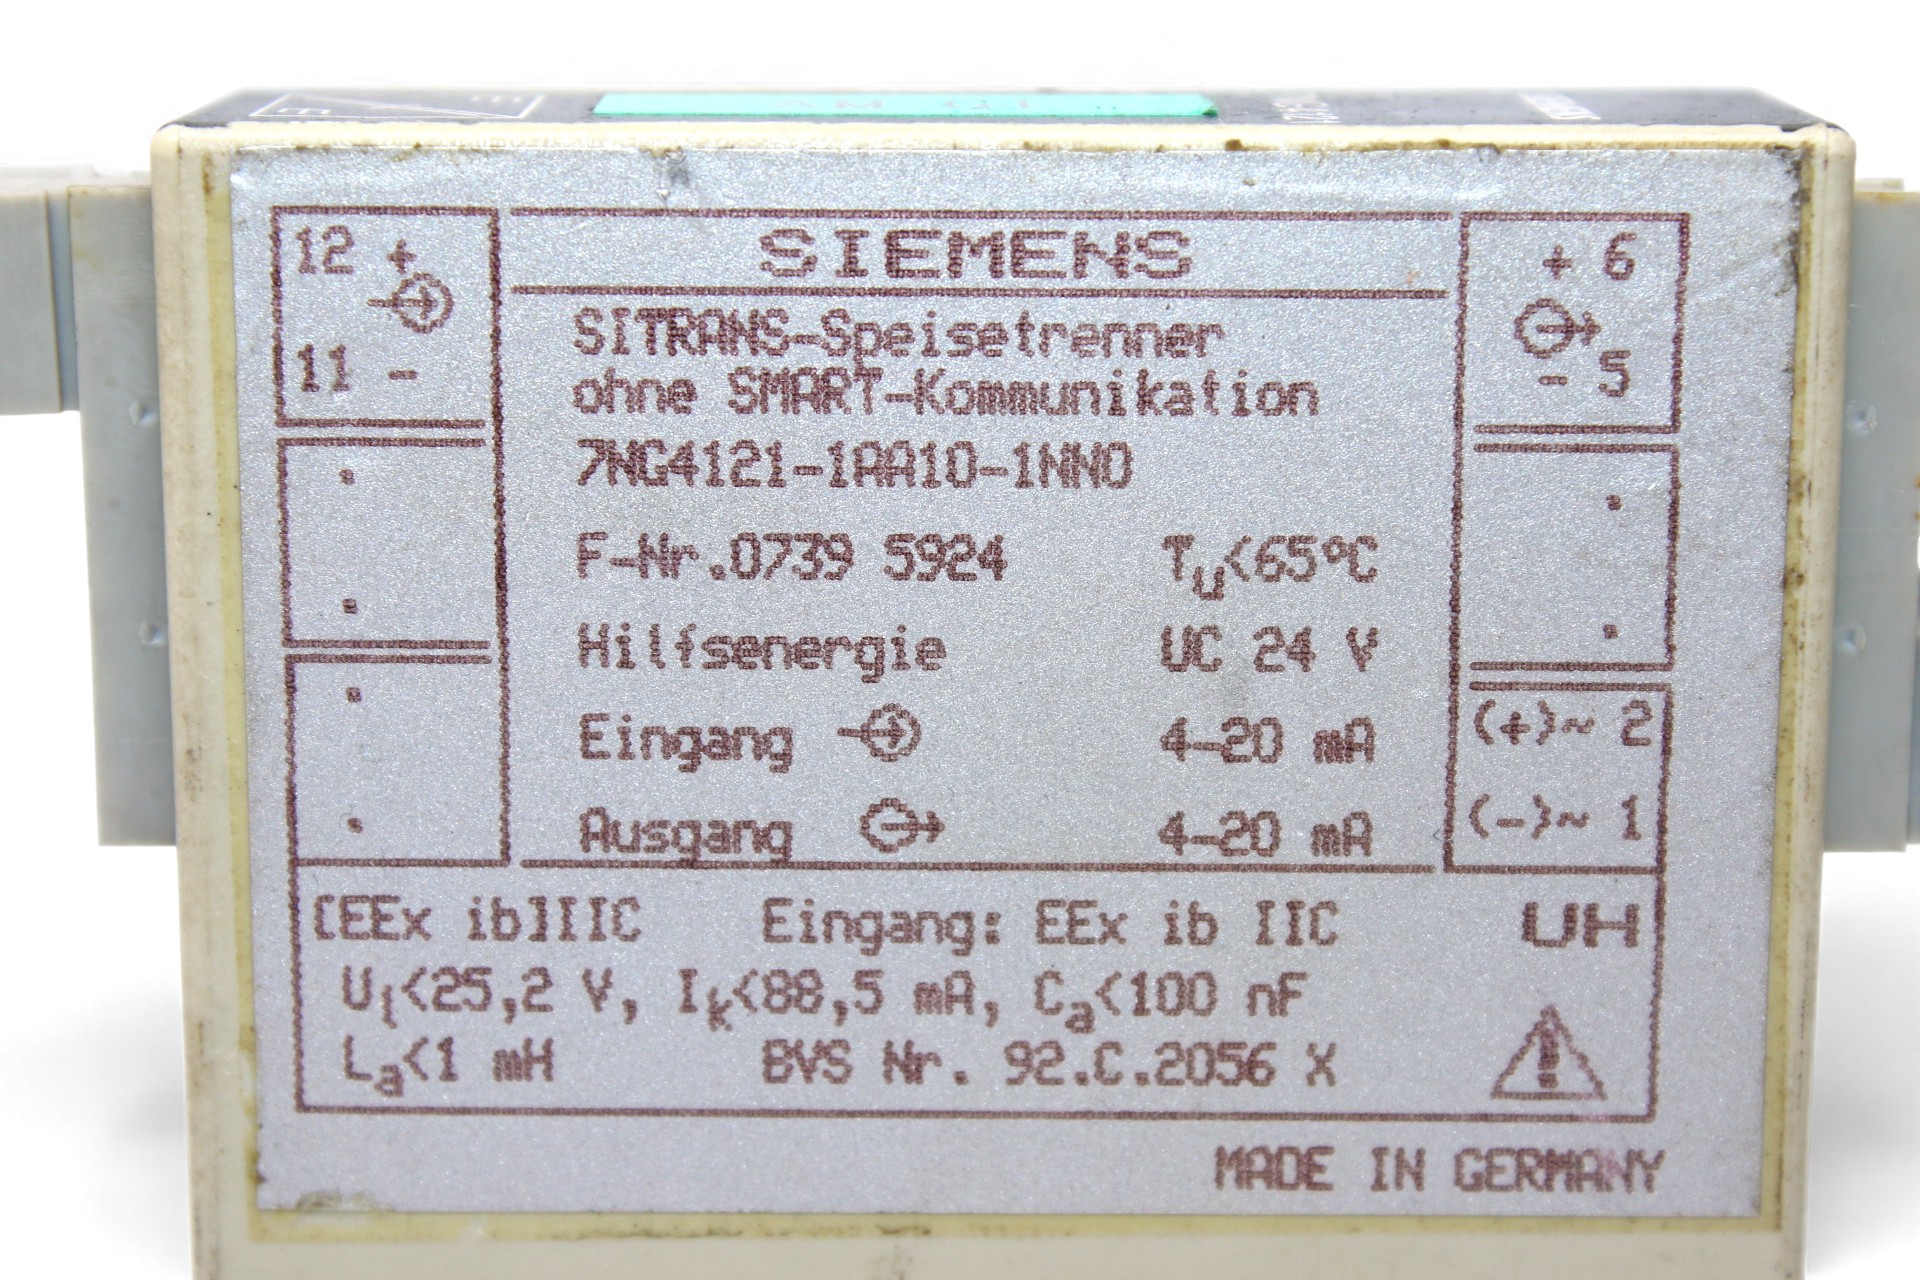 12 +
11 -
SIEMENS
+ 6
- 5
SITRANS-Speisetrenner
ohne SMART-Kommunikation
7NG4121-1AA10-1NN0
F-Nr.0739 5924 Tu<65°C
Hilfsenergie UC 24 V
Eingang 4-20 mA
Ausgang 4-20 mA
(+)~ 2
(-)~ 1
[EEx ib]IIC Eingang: EEx ib IIC UH
Ul<25,2 V, Ik<88,5 mA, Ca<100 nF
La<1 mH BVS Nr. 92.C.2056 X
!
MADE IN GERMANY